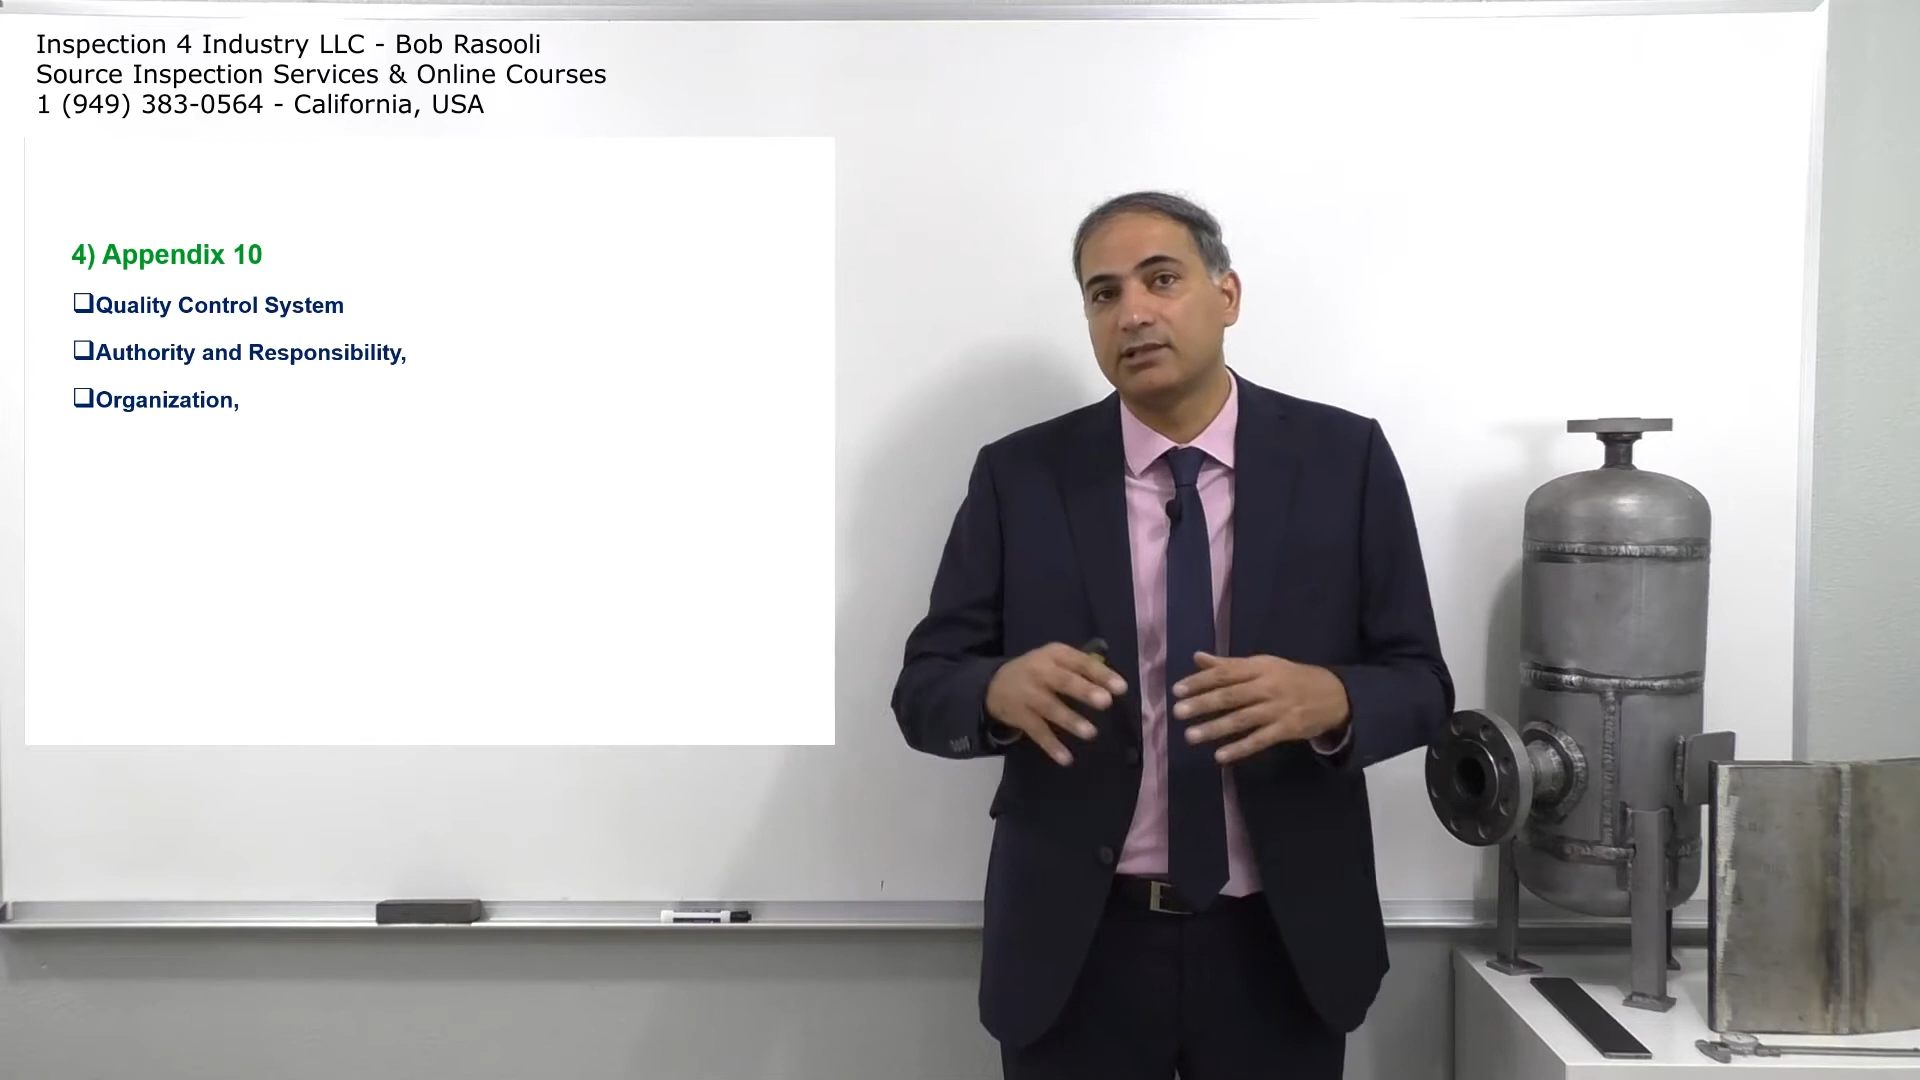 Inspection 4 Industry LLC - Bob Rasooli
Source Inspection Services & Online Courses
1 (949) 383-0564 - California, USA
4) Appendix 10
❑Quality Control System
❑Authority and Responsibility,
❑Organization,